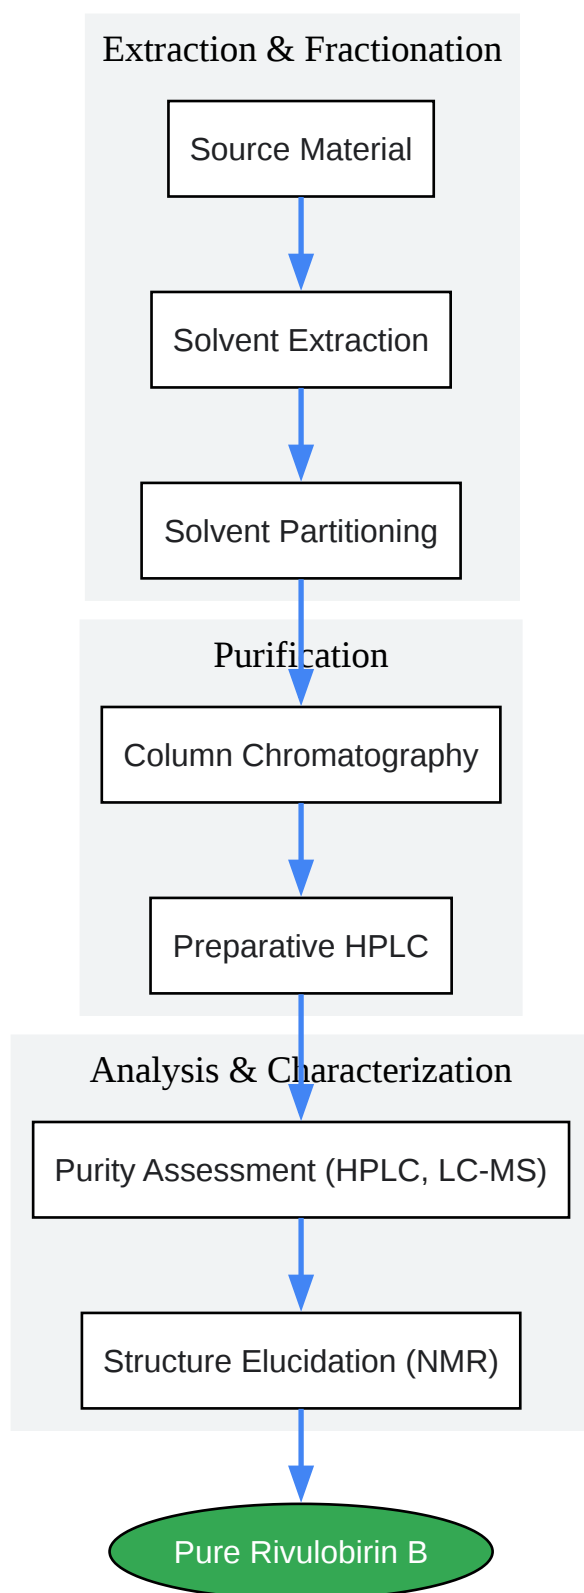 Extraction & Fractionation
Source Material
Solvent Extraction
Solvent Partitioning
Purification
Column Chromatography
Preparative HPLC
Analysis & Characterization
Purity Assessment (HPLC, LC-MS)
Structure Elucidation (NMR)
Pure Rivulobirin B